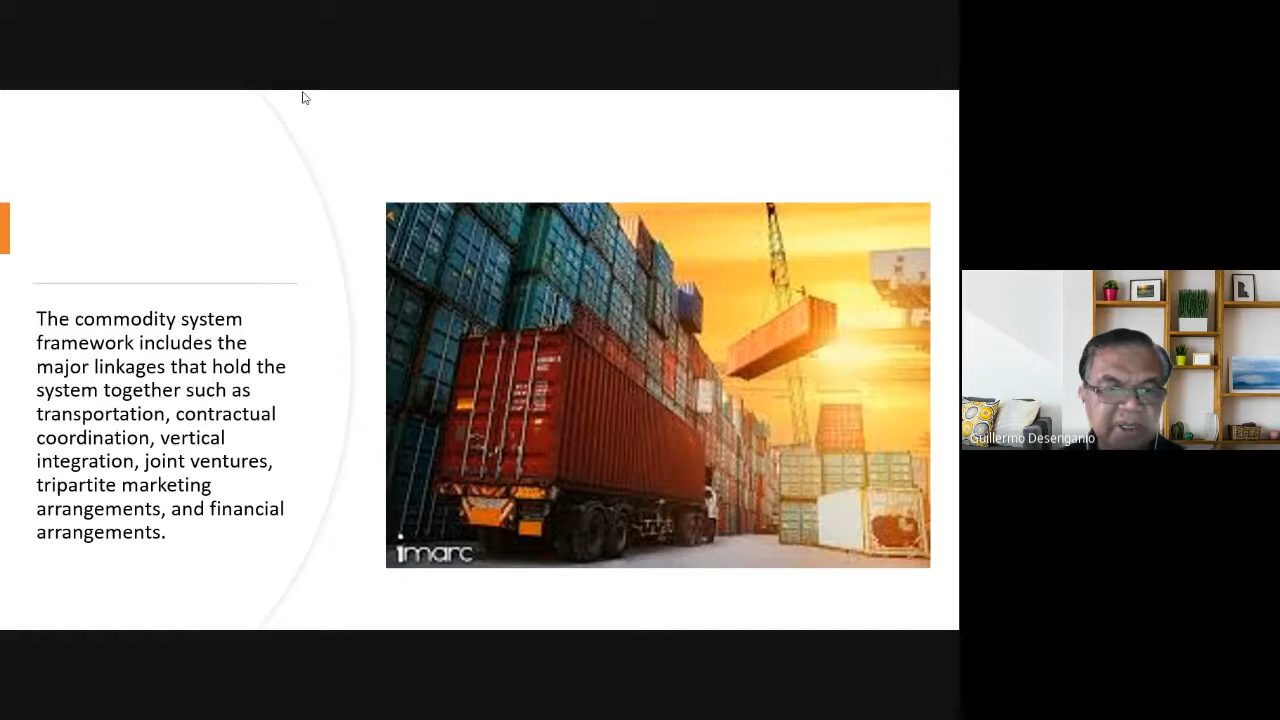 The commodity system
framework includes the
major linkages that hold the
system together such as
transportation, contractual
coordination, vertical
integration, joint ventures,
tripartite marketing
arrangements, and financial
arrangements.
imarc
Guillermo Desenganio